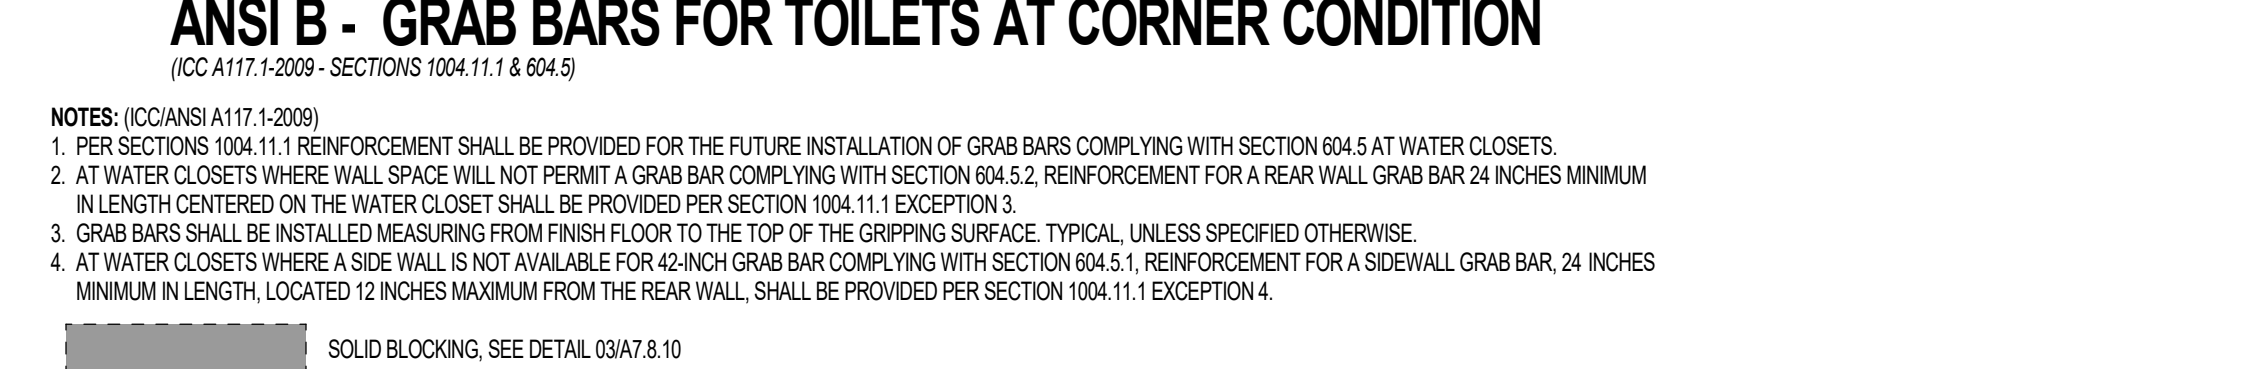 ANSI B - GRAB BARS FOR TOILETS AT CORNER CONDITION
(ICC A117.1-2009 - SECTIONS 1004.11.1 & 604.5)
NOTES: (ICC/ANSI A117.1-2009)
1. PER SECTIONS 1004.11.1 REINFORCEMENT SHALL BE PROVIDED FOR THE FUTURE INSTALLATION OF GRAB BARS COMPLYING WITH SECTION 604.5 AT WATER CLOSETS.
2. AT WATER CLOSETS WHERE WALL SPACE WILL NOT PERMIT A GRAB BAR COMPLYING WITH SECTION 604.5.2, REINFORCEMENT FOR A REAR WALL GRAB BAR 24 INCHES MINIMUM
IN LENGTH CENTERED ON THE WATER CLOSET SHALL BE PROVIDED PER SECTION 1004.11.1 EXCEPTION 3.
3. GRAB BARS SHALL BE INSTALLED MEASURING FROM FINISH FLOOR TO THE TOP OF THE GRIPPING SURFACE. TYPICAL, UNLESS SPECIFIED OTHERWISE.
4. AT WATER CLOSETS WHERE A SIDE WALL IS NOT AVAILABLE FOR 42-INCH GRAB BAR COMPLYING WITH SECTION 604.5.1, REINFORCEMENT FOR A SIDEWALL GRAB BAR, 24 INCHES
MINIMUM IN LENGTH, LOCATED 12 INCHES MAXIMUM FROM THE REAR WALL, SHALL BE PROVIDED PER SECTION 1004.11.1 EXCEPTION 4.
SOLID BLOCKING, SEE DETAIL 03/A7.8.10